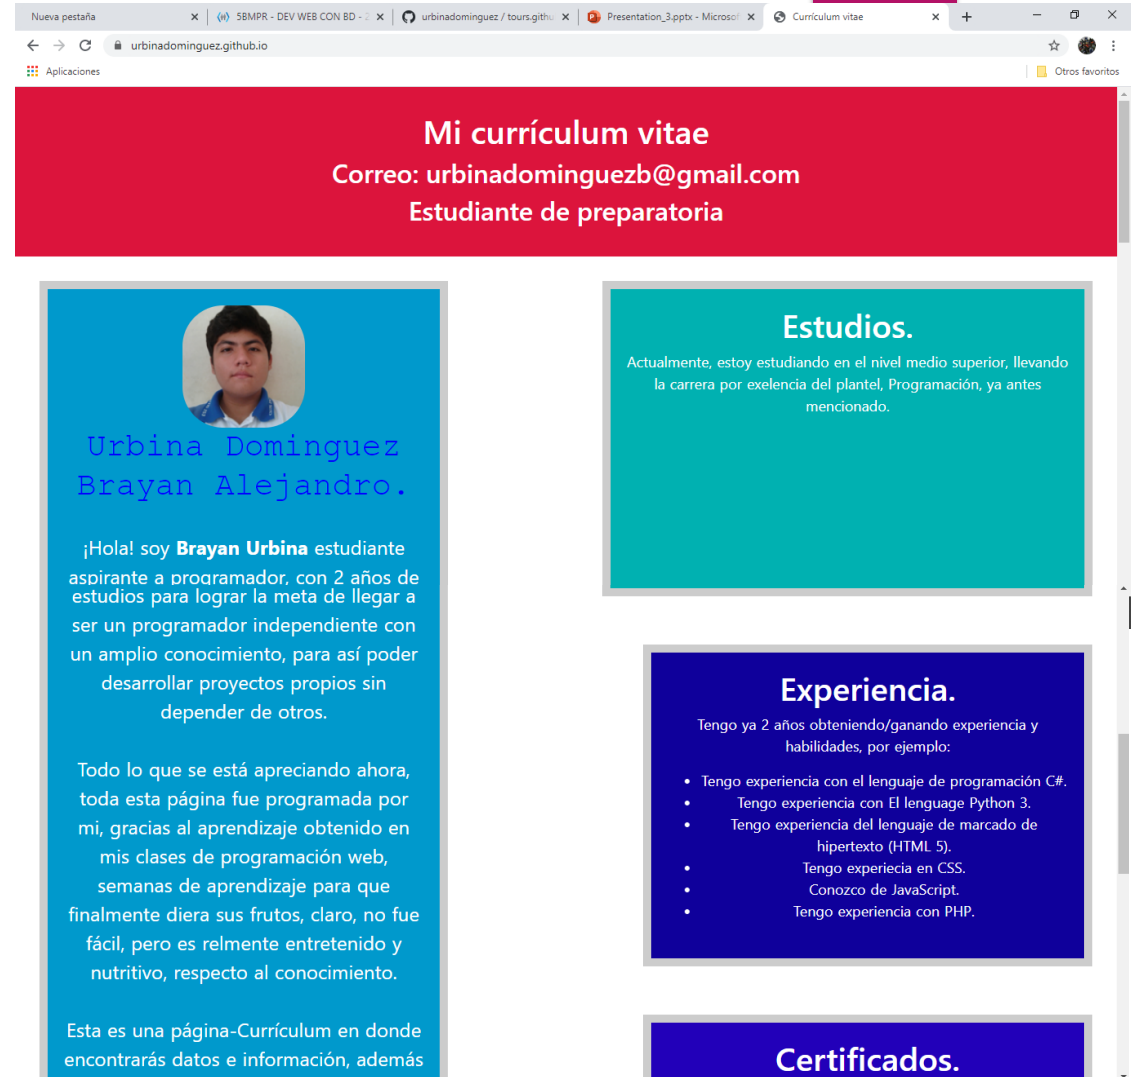 Nueva pestaña
5BMPR - DEV WEB CON BD - 2
urbinadominguez / tours.githu
Presentation_3.pptx - Microsof
Currículum vitae
urbinadominguez.github.io
Aplicaciones
Otros favoritos
Mi currículum vitae
Correo: urbinadominguezb@gmail.com
Estudiante de preparatoria
Urbina Dominguez
Brayan Alejandro.
¡Hola! soy Brayan Urbina estudiante
aspirante a programador, con 2 años de
estudios para lograr la meta de llegar a
ser un programador independiente con
un amplio conocimiento, para así poder
desarrollar proyectos propios sin
depender de otros.
Todo lo que se está apreciando ahora,
toda esta página fue programada por
mi, gracias al aprendizaje obtenido en
mis clases de programación web,
semanas de aprendizaje para que
finalmente diera sus frutos, claro, no fue
fácil, pero es relmente entretenido y
nutritivo, respecto al conocimiento.
Esta es una página-Currículum en donde
encontrarás datos e información, además
Estudios.
Actualmente, estoy estudiando en el nivel medio superior, llevando
la carrera por exelencia del plantel, Programación, ya antes
mencionado.
Experiencia.
Tengo ya 2 años obteniendo/ganando experiencia y
habilidades, por ejemplo:
• Tengo experiencia con el lenguaje de programación C#.
• Tengo experiencia con El lenguage Python 3.
• Tengo experiencia del lenguaje de marcado de
hipertexto (HTML 5).
• Tengo experiecia en CSS.
• Conozco de JavaScript.
• Tengo experiencia con PHP.
Certificados.